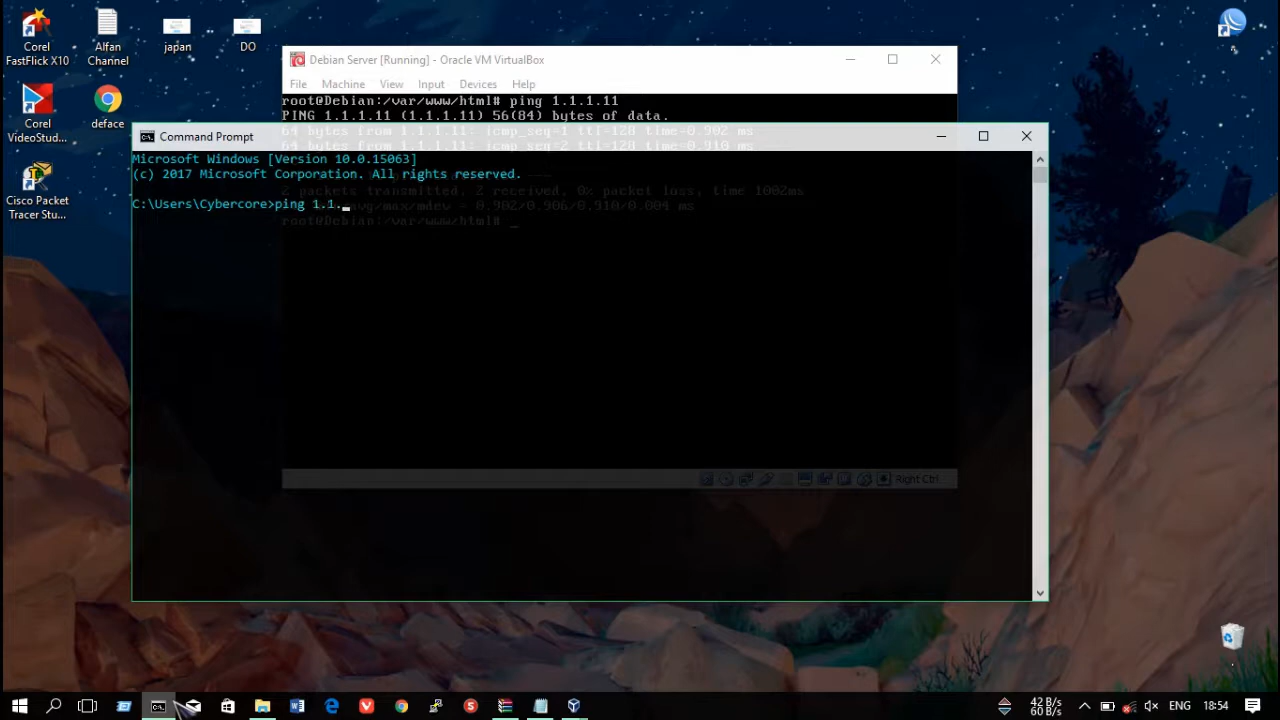 Corel
FastFlick X10
Alfan
Channel
japan
DO
Corel
VideoStud...
deface
Cisco Packet
Tracer Stu...
Debian Server [Running] - Oracle VM VirtualBox
File Machine View Input Devices Help
root@Debian:/var/www/html# ping 1.1.1.11
PING 1.1.1.11 (1.1.1.11) 56(84) bytes of data.
64 bytes from 1.1.1.11: icmp_seq=1 ttl=128 time=0.902 ms
64 bytes from 1.1.1.11: icmp_seq=2 ttl=128 time=0.910 ms
2 packets transmitted, 2 received, 0% packet loss, time 1002ms
avg/max/mdev = 0.902/0.906/0.910/0.004 ms
root@Debian:/var/www/html# _
Right Ctrl
Command Prompt
Microsoft Windows [Version 10.0.15063]
(c) 2017 Microsoft Corporation. All rights reserved.
C:\Users\Cybercore>ping 1.1._
42 B/s
60 B/s
ENG
18:54